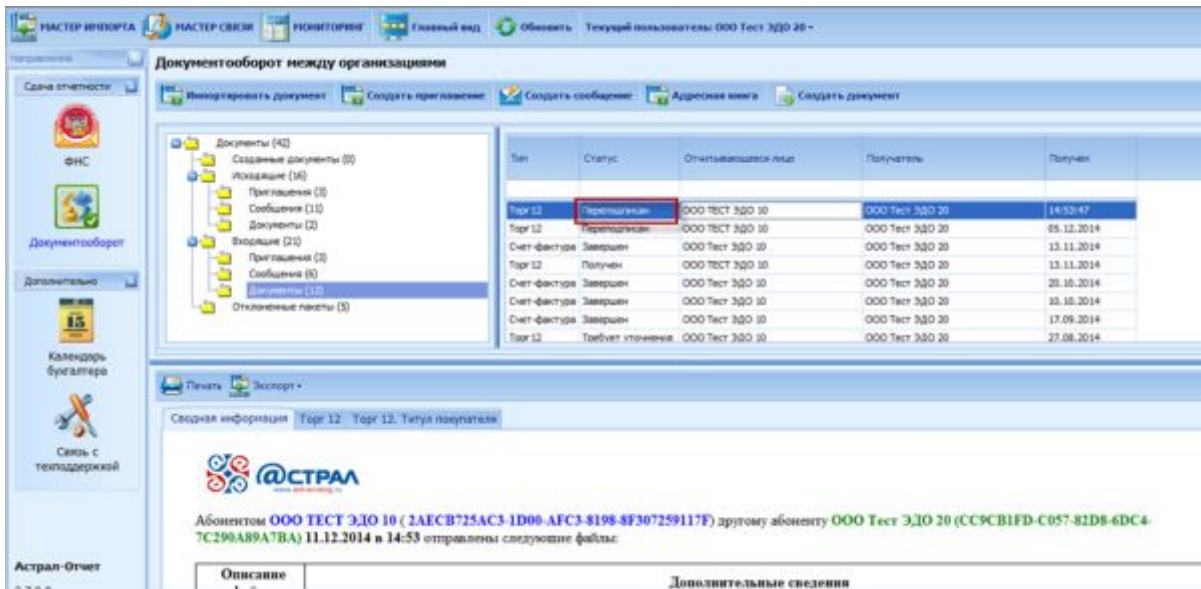 МАСТЕР ИМПОРТА МАСТЕР СВЯЗИ МОНИТОРИНГ Главный вид Обновить Текущий пользователь: ООО Тест ЭДО 20
Направления
Документооборот между организациями
Сдача отчетности
Импортировать документ Создать приглашение Создать сообщение Адресная книга Создать документ
ФНС
Документооборот
Дополнительно
15
Календарь
бухгалтера
Связь с
техподдержкой
Астрал-Отчет
Документы (42)
Созданные документы (0)
Исходящие (16)
Приглашения (3)
Сообщения (11)
Документы (2)
Входящие (21)
Приглашения (3)
Сообщения (6)
Документы (12)
Отклоненные пакеты (5)
Тип Статус Отчитывающееся лицо Получатель Получен
Торг 12 Переподписан ООО ТЕСТ ЭДО 10 ООО Тест ЭДО 20 14:53:47
Торг 12 Переподписан ООО ТЕСТ ЭДО 10 ООО Тест ЭДО 20 05.12.2014
Счет-фактура Завершен ООО ТЕСТ ЭДО 10 ООО Тест ЭДО 20 13.11.2014
Торг 12 Получен ООО ТЕСТ ЭДО 10 ООО Тест ЭДО 20 13.11.2014
Счет-фактура Завершен ООО Тест ЭДО 10 ООО Тест ЭДО 20 20.10.2014
Счет-фактура Завершен ООО Тест ЭДО 10 ООО Тест ЭДО 20 10.10.2014
Счет-фактура Завершен ООО Тест ЭДО 10 ООО Тест ЭДО 20 17.09.2014
Торг 12 Требует уточнения ООО Тест ЭДО 10 ООО Тест ЭДО 20 27.08.2014
Печать Экспорт
Сводная информация Торг 12 Торг 12. Титул покупателя
@СТРАЛ
Абонентом ООО ТЕСТ ЭДО 10 ( 2AECB725AC3-1D00-AFC3-8198-8F307259117F) другому абоненту ООО Тест ЭДО 20 (CC9CB1FD-C057-82D8-6DC4-
7C290A89A7BA) 11.12.2014 в 14:53 отправлены следующие файлы:
Описание
Дополнительные сведения